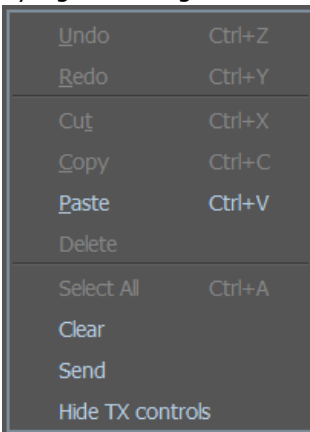 Undo Ctrl+Z
Redo Ctrl+Y
Cut Ctrl+X
Copy Ctrl+C
Paste Ctrl+V
Delete
Select All Ctrl+A
Clear
Send
Hide TX controls